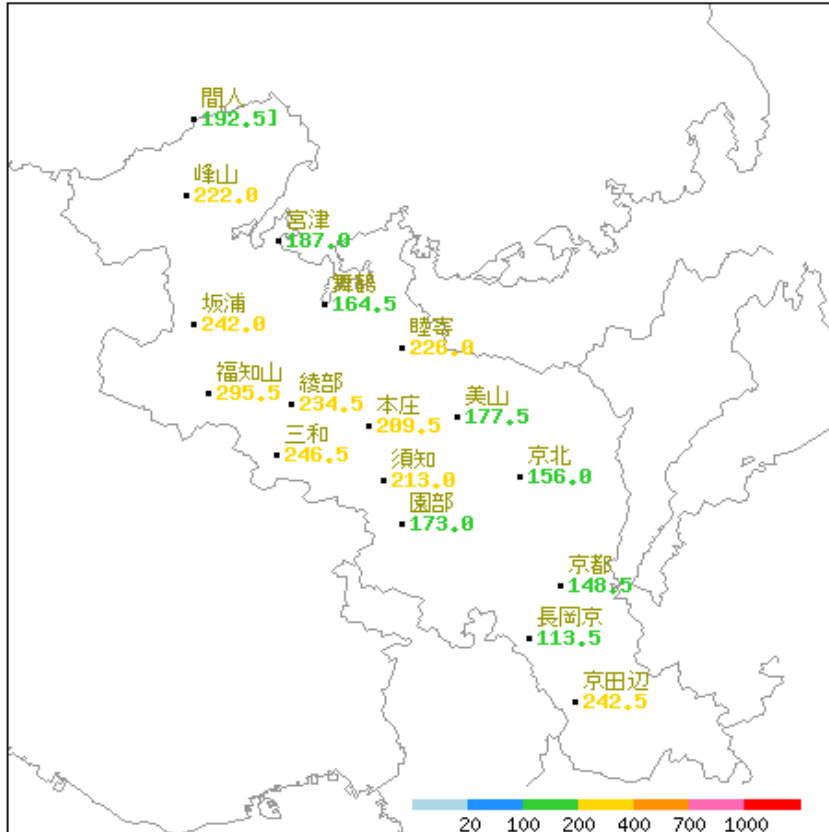 間人
192.5]
峰山
222.0
宮津
187.0
舞鶴
164.5
坂浦
242.0
睦寄
226.0
福知山
295.5
綾部
234.5
本庄
209.5
美山
177.5
三和
246.5
須知
213.0
京北
156.0
園部
173.0
京都
148.5
長岡京
113.5
京田辺
242.5
20 100 200 400 700 1000